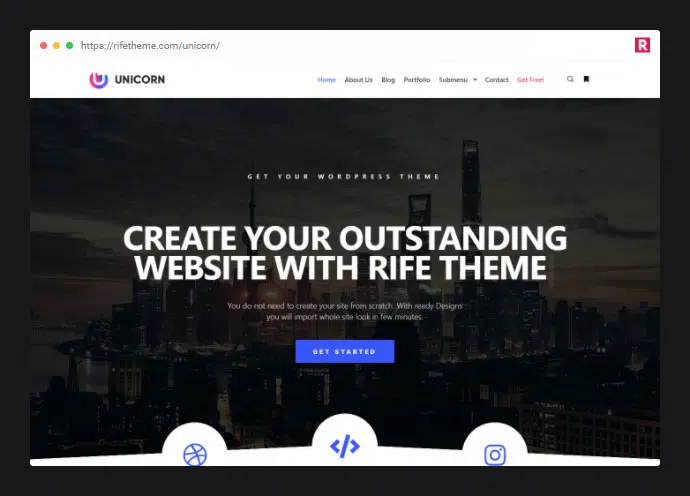 https://rifetheme.com/unicorn/
R
UNICORN
Home About Us Blog Portfolio Submenu Contact Get Free!
GET YOUR WORDPRESS THEME
CREATE YOUR OUTSTANDING
WEBSITE WITH RIFE THEME
You do not need to create your site from scratch. With ready Designs
you will import whole site look in few minutes.
GET STARTED